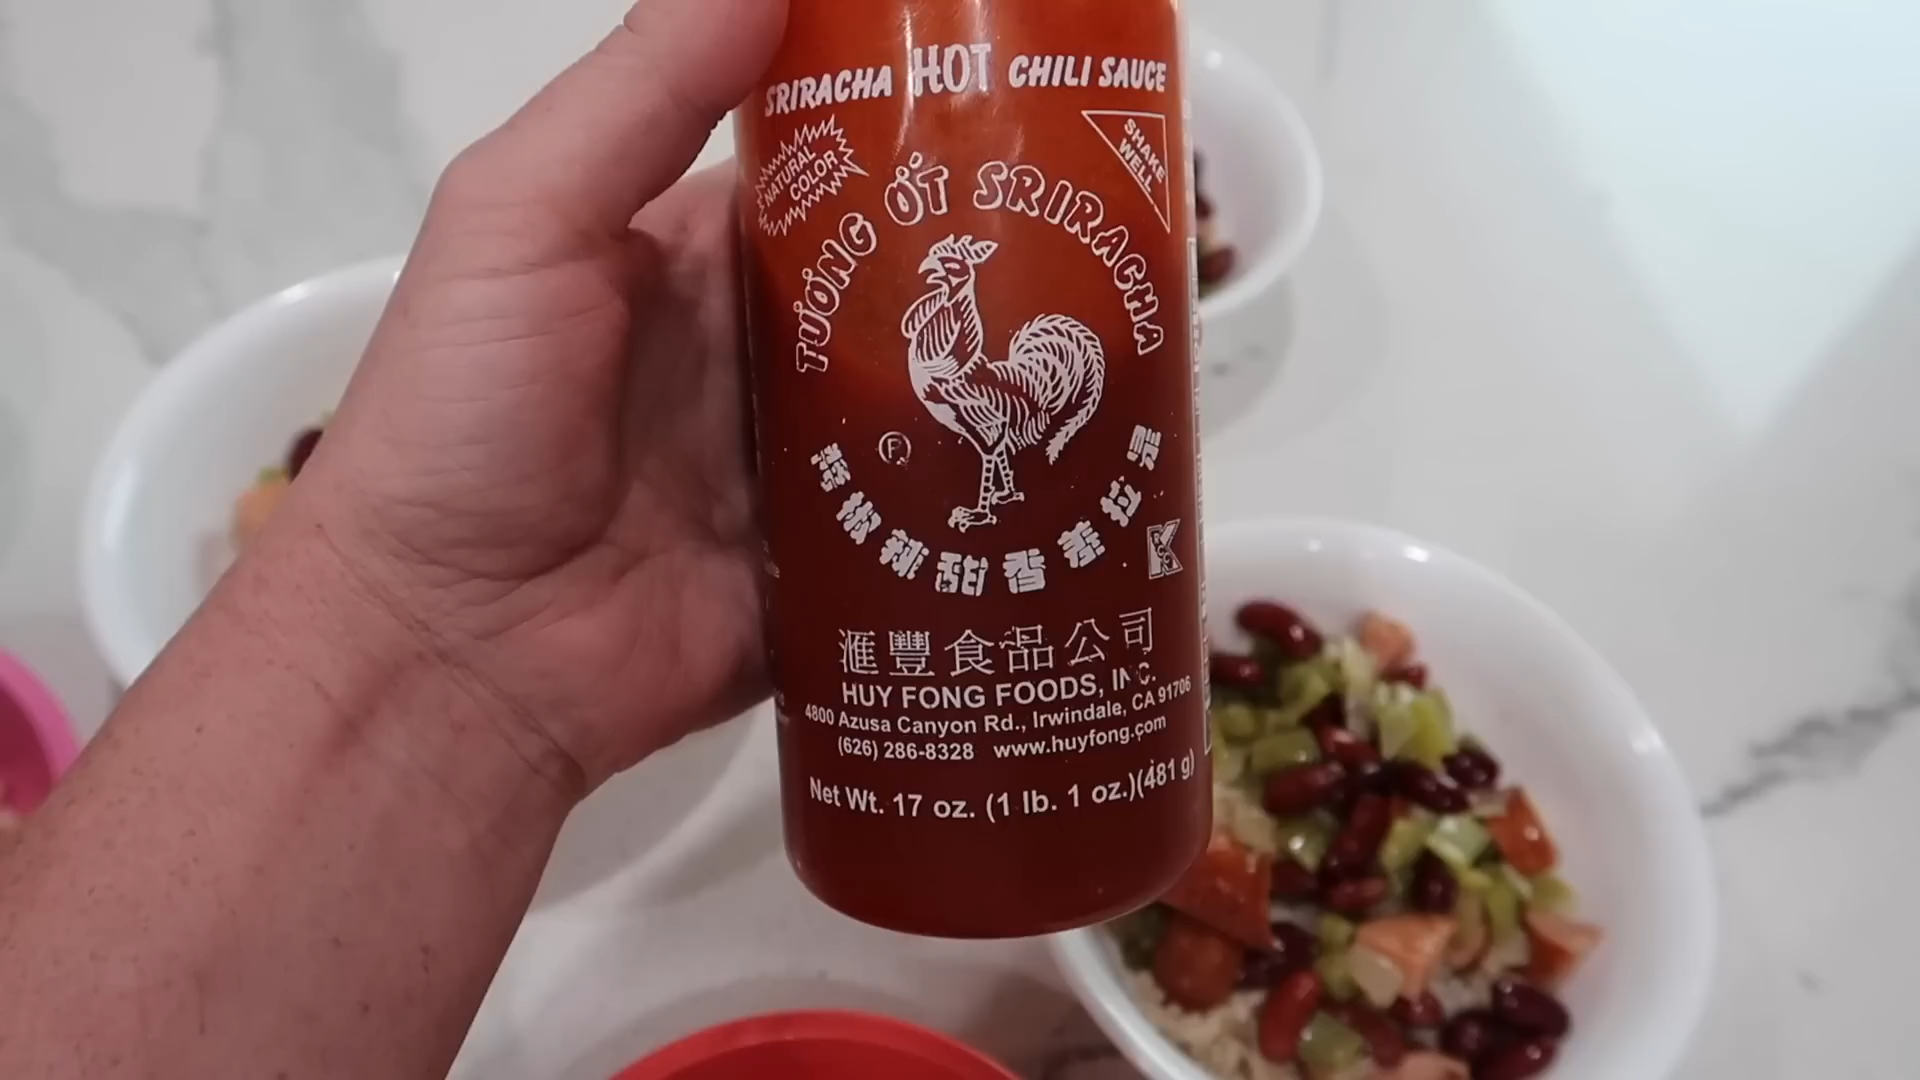 SRIRACHA HOT CHILI SAUCE
NATURAL
COLOR
SHAKE
WELL
TƯƠNG ỚT SRIRACHA
R
是拉差香甜辣椒醬
K
滙豐食品公司
HUY FONG FOODS, INC.
4800 Azusa Canyon Rd., Irwindale, CA 91706
(626) 286-8328 www.huyfong.com
Net Wt. 17 oz. (1 lb. 1 oz.)(481 g)